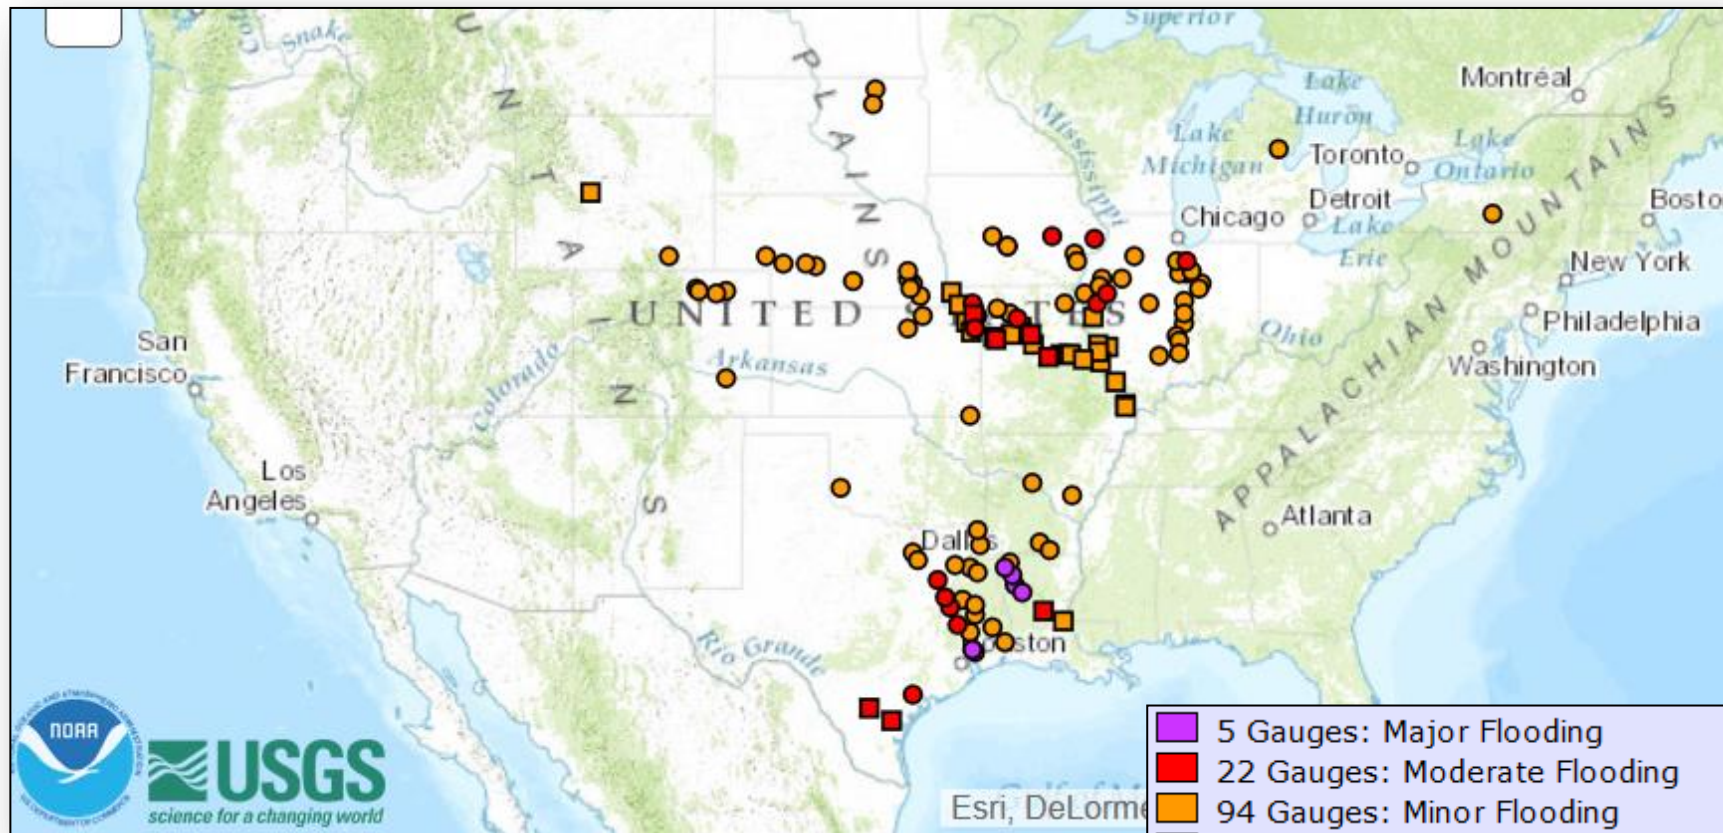 Superior
Snake
Montréal
Lake
Huron
Lake
Michigan
Toronto
Lake
Ontario
Mississippi
PLAINS
MOUNTAINS
Detroit
Boston
Chicago
Lake
Erie
New York
UNITED STATES
Philadelphia
Ohio
San
Francisco
Arkansas
Washington
Colorado
APPALACHIAN MOUNTAINS
Los
Angeles
Atlanta
Dallas
Rio Grande
NOAA
USGS
science for a changing world
Esri, DeLorme
5 Gauges: Major Flooding
22 Gauges: Moderate Flooding
94 Gauges: Minor Flooding